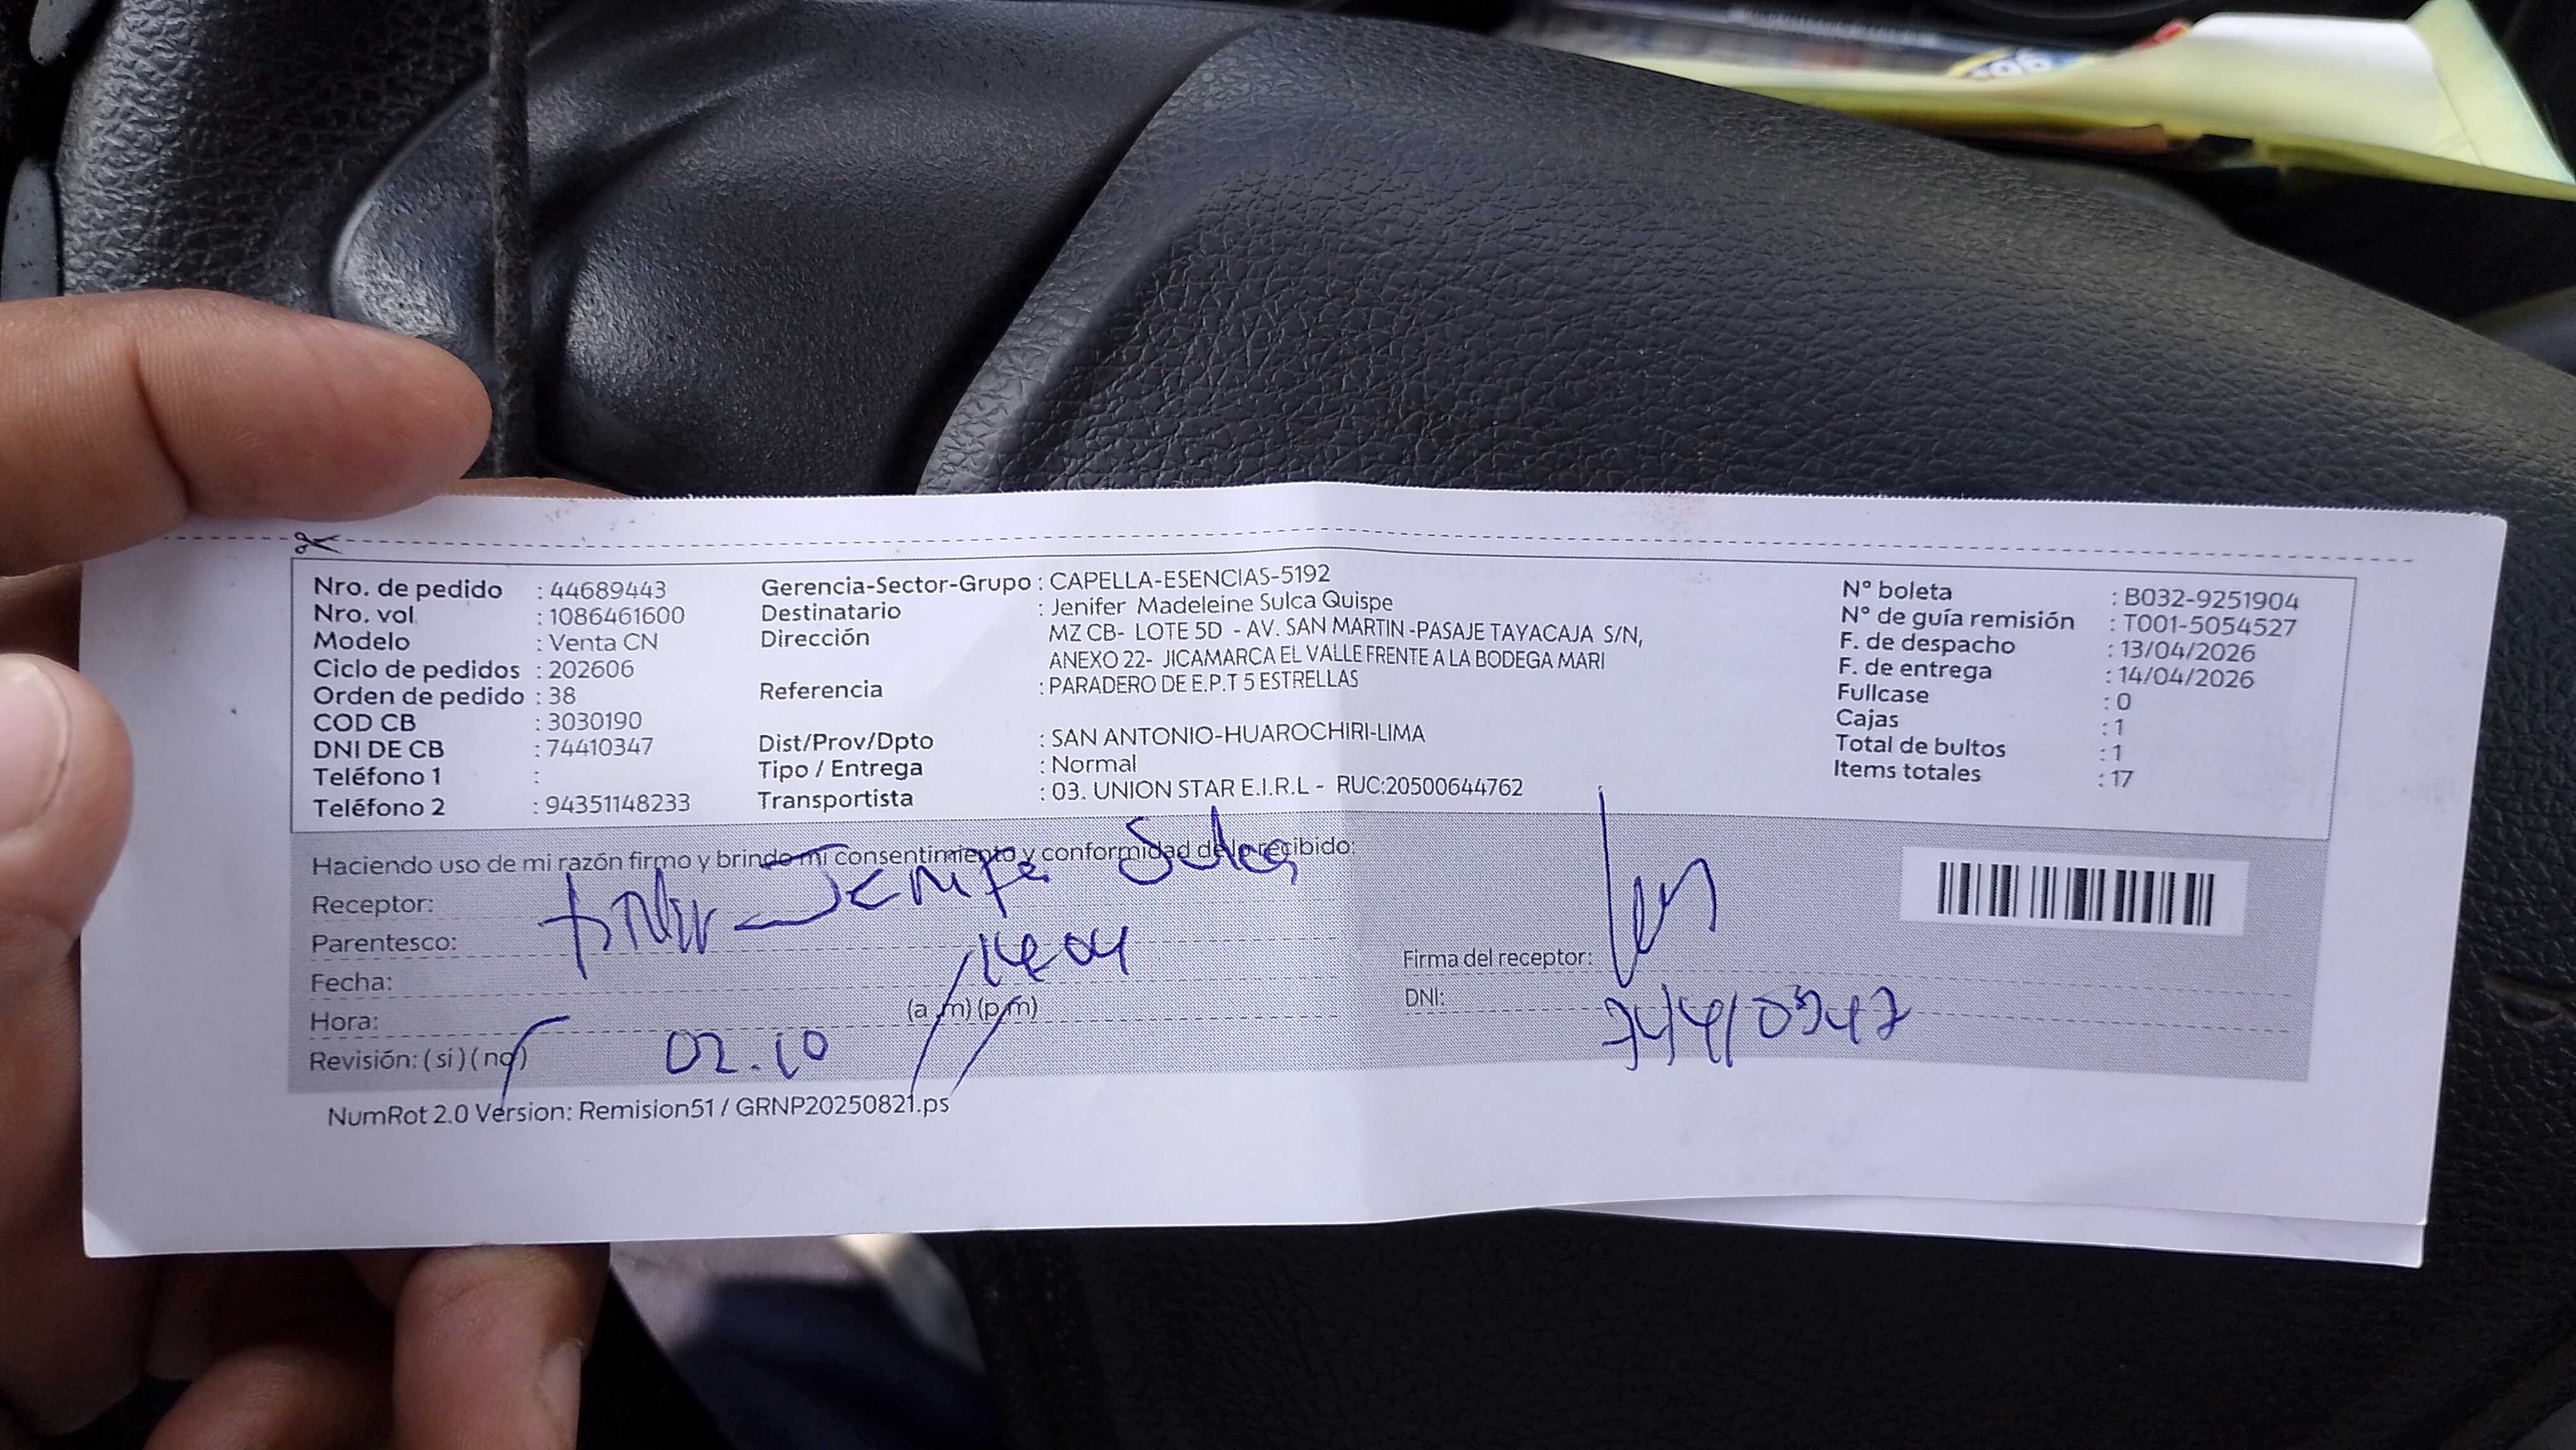 Nro. de pedido : 44689443
Nro. vol : 1086461600
Modelo : Venta CN
Ciclo de pedidos : 202606
Orden de pedido : 38
COD CB : 3030190
DNI DE CB : 74410347
Teléfono 1 :
Teléfono 2 : 94351148233
Gerencia-Sector-Grupo : CAPELLA-ESENCIAS-5192
Destinatario : Jenifer Madeleine Sulca Quispe
Dirección MZ CB- LOTE 5D - AV. SAN MARTIN -PASAJE TAYACAJA S/N,
ANEXO 22- JICAMARCA EL VALLE FRENTE A LA BODEGA MARI
Referencia : PARADERO DE E.P.T 5 ESTRELLAS
Dist/Prov/Dpto : SAN ANTONIO-HUAROCHIRI-LIMA
Tipo / Entrega : Normal
Transportista : 03. UNION STAR E.I.R.L - RUC:20500644762
N° boleta : B032-9251904
N° de guía remisión : T001-5054527
F. de despacho : 13/04/2026
F. de entrega : 14/04/2026
Fullcase : 0
Cajas : 1
Total de bultos : 1
Items totales : 17
Haciendo uso de mi razón firmo y brindo mi consentimiento y conformidad de lo recibido:
Receptor: Jenife Sulca
Parentesco:
Fecha: 14 04
Hora: (a.m) (p.m)
Revisión: (si) (no) 02.10
Firma del receptor:
DNI: 74410347
NumRot 2.0 Version: Remision51 / GRNP20250821.ps